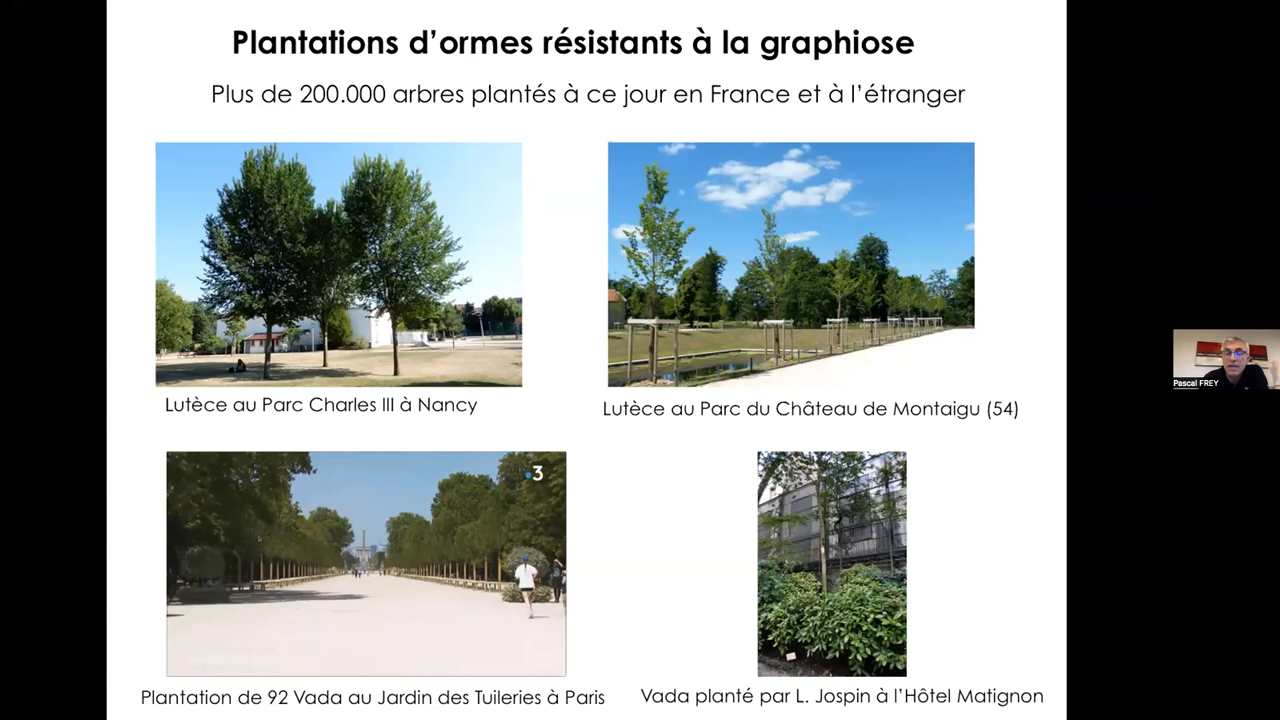 Plantations d’ormes résistants à la graphiose
Plus de 200.000 arbres plantés à ce jour en France et à l’étranger
Lutèce au Parc Charles III à Nancy
Lutèce au Parc du Château de Montaigu (54)
3
Plantation de 92 Vada au Jardin des Tuileries à Paris
Vada planté par L. Jospin à l’Hôtel Matignon
Pascal FREY